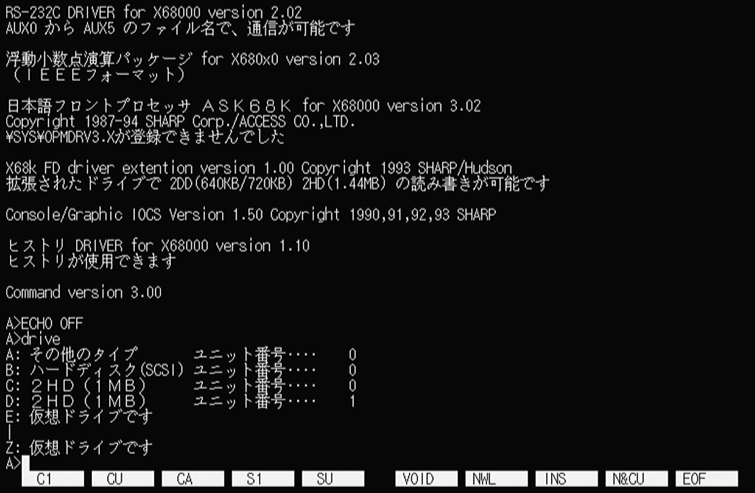 RS-232C DRIVER for X68000 version 2.02
AUX0 から AUX5 のファイル名で、通信が可能です
浮動小数点演算パッケージ for X680x0 version 2.03
（ＩＥＥＥフォーマット）
日本語フロントプロセッサ ＡＳＫ６８Ｋ for X68000 version 3.02
Copyright 1987-94 SHARP Corp./ACCESS CO.,LTD.
¥SYS¥OPMDRV3.Xが登録できませんでした
X68k FD driver extention version 1.00 Copyright 1993 SHARP/Hudson
拡張されたドライブで 2DD(640KB/720KB) 2HD(1.44MB) の読み書きが可能です
Console/Graphic IOCS Version 1.50 Copyright 1990,91,92,93 SHARP
ヒストリ DRIVER for X68000 version 1.10
ヒストリが使用できます
Command version 3.00
A>ECHO OFF
A>drive
A: その他のタイプ ユニット番号‥‥ 0
B: ハードディスク(SCSI) ユニット番号‥‥ 0
C: ２ＨＤ（１ＭＢ） ユニット番号‥‥ 0
D: ２ＨＤ（１ＭＢ） ユニット番号‥‥ 1
E: 仮想ドライブです
|
Z: 仮想ドライブです
A>
C1 CU CA S1 SU VOID NWL INS N&CU EOF